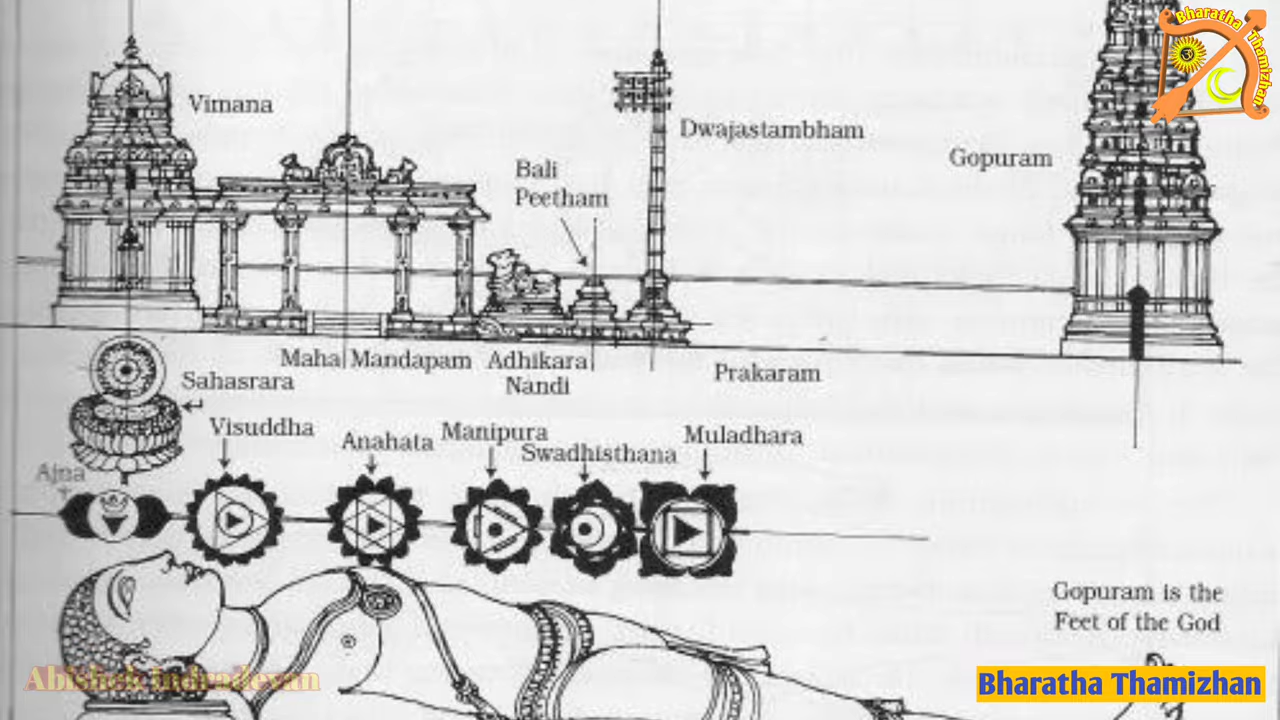 Bharatha Thamizhan
ॐ
Vimana
Dwajastambham
Gopuram
Bali
Peetham
Maha Mandapam
Adhikara
Nandi
Prakaram
Sahasrara
Visuddha
Anahata
Manipura
Swadhisthana
Muladhara
Ajna
Gopuram is the
Feet of the God
Abishek Indradevan
Bharatha Thamizhan